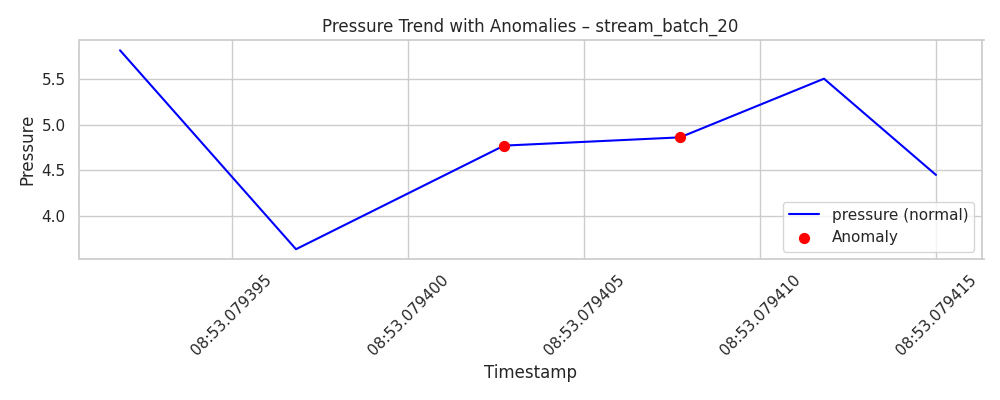 Pressure Trend with Anomalies – stream_batch_20
Pressure
5.5
5.0
4.5
4.0
pressure (normal)
Anomaly
08:53.079395
08:53.079400
08:53.079405
08:53.079410
08:53.079415
Timestamp